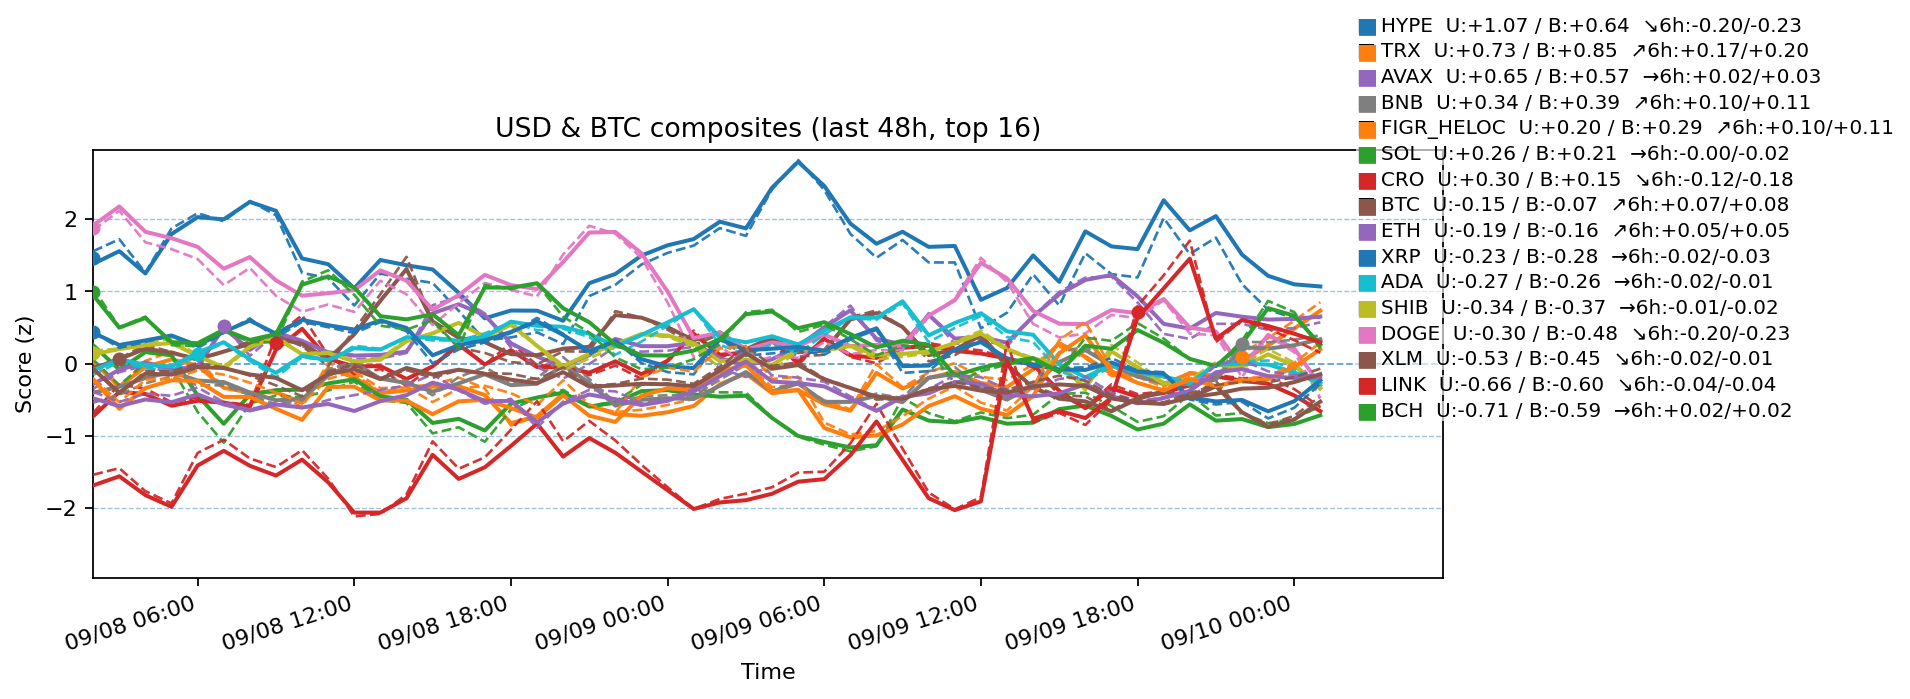 HYPE  U:+1.07 / B:+0.64  ↘6h:-0.20/-0.23
TRX  U:+0.73 / B:+0.85  ↗6h:+0.17/+0.20
AVAX  U:+0.65 / B:+0.57  →6h:+0.02/+0.03
BNB  U:+0.34 / B:+0.39  ↗6h:+0.10/+0.11
FIGR_HELOC  U:+0.20 / B:+0.29  ↗6h:+0.10/+0.11
SOL  U:+0.26 / B:+0.21  →6h:-0.00/-0.02
CRO  U:+0.30 / B:+0.15  ↘6h:-0.12/-0.18
BTC  U:-0.15 / B:-0.07  ↗6h:+0.07/+0.08
ETH  U:-0.19 / B:-0.16  ↗6h:+0.05/+0.05
XRP  U:-0.23 / B:-0.28  →6h:-0.02/-0.03
ADA  U:-0.27 / B:-0.26  →6h:-0.02/-0.01
SHIB  U:-0.34 / B:-0.37  →6h:-0.01/-0.02
DOGE  U:-0.30 / B:-0.48  ↘6h:-0.20/-0.23
XLM  U:-0.53 / B:-0.45  ↘6h:-0.02/-0.01
LINK  U:-0.66 / B:-0.60  ↘6h:-0.04/-0.04
BCH  U:-0.71 / B:-0.59  →6h:+0.02/+0.02
USD & BTC composites (last 48h, top 16)
Score (z)
2
1
0
−1
−2
09/08 06:00
09/08 12:00
09/08 18:00
09/09 00:00
09/09 06:00
09/09 12:00
09/09 18:00
09/10 00:00
Time